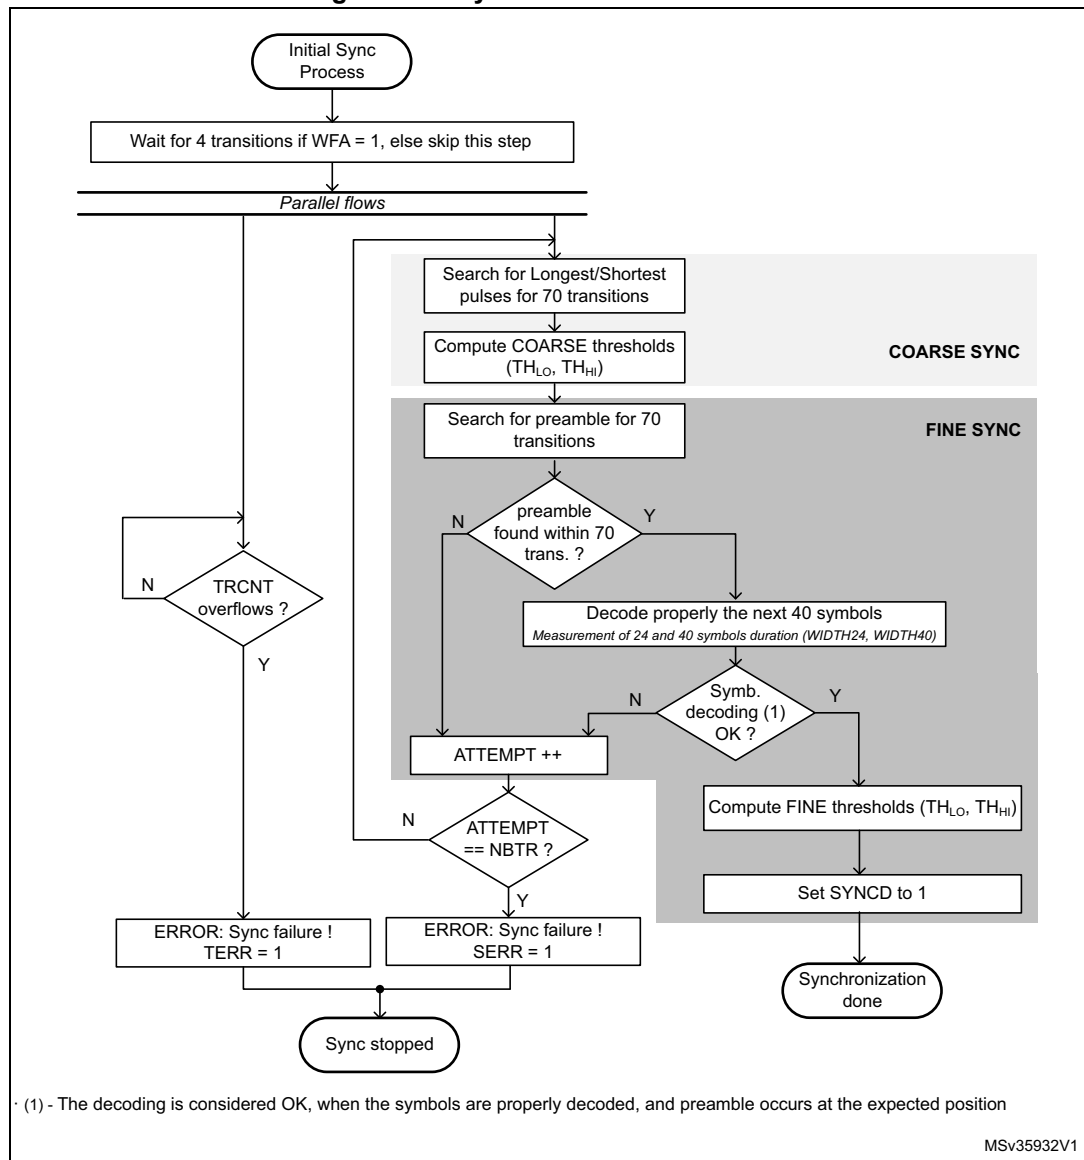 Initial Sync
Process
Wait for 4 transitions if WFA = 1, else skip this step
Parallel flows
Search for Longest/Shortest
pulses for 70 transitions
Compute COARSE thresholds
(TH_LO, TH_HI)
COARSE SYNC
Search for preamble for 70
transitions
FINE SYNC
N
preamble
found within 70
trans. ?
Y
N
TRCNT
overflows ?
Y
Decode properly the next 40 symbols
Measurement of 24 and 40 symbols duration (WIDTH24, WIDTH40)
N
Symb.
decoding (1)
OK ?
Y
ATTEMPT ++
N
ATTEMPT
== NBTR ?
Y
Compute FINE thresholds (TH_LO, TH_HI)
Set SYNCD to 1
ERROR: Sync failure !
TERR = 1
ERROR: Sync failure !
SERR = 1
Synchronization
done
Sync stopped
(1) - The decoding is considered OK, when the symbols are properly decoded, and preamble occurs at the expected position
MSv35932V1